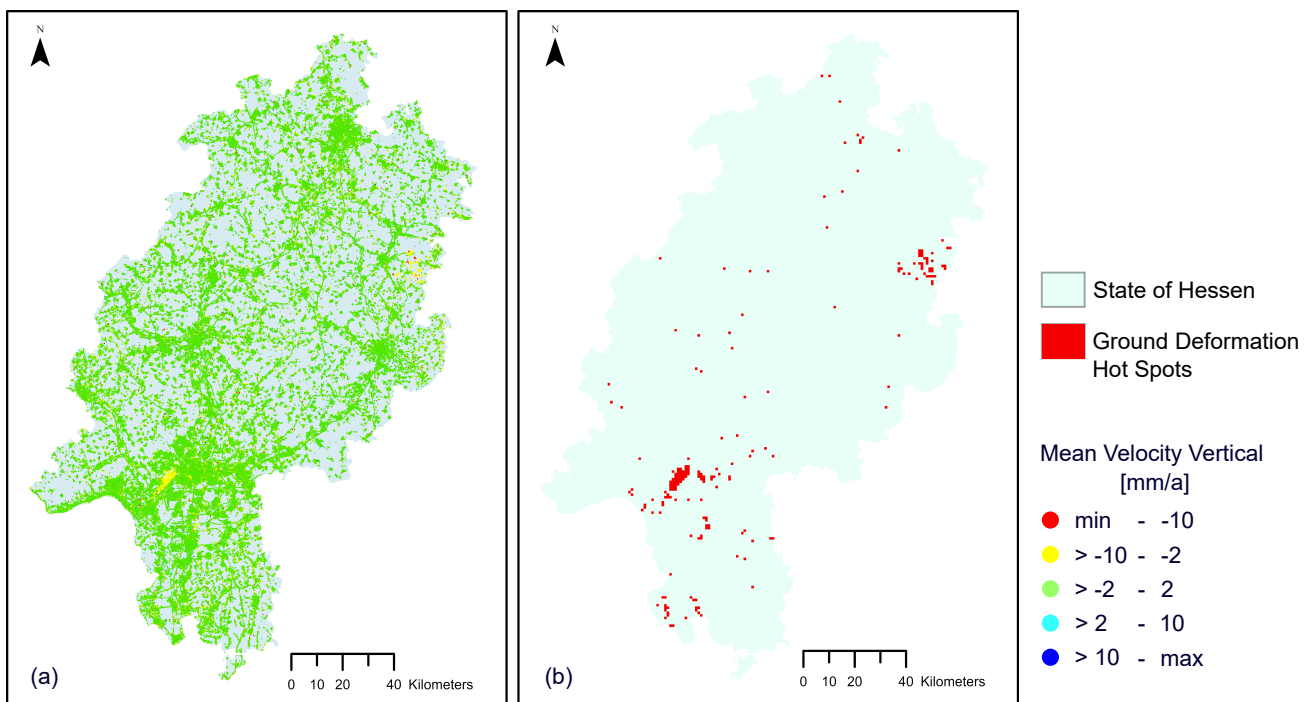 N
(a)
0 10 20 40 Kilometers
N
(b)
0 10 20 40 Kilometers
State of Hessen
Ground Deformation
Hot Spots
Mean Velocity Vertical
[mm/a]
min - -10
> -10 - -2
> -2 - 2
> 2 - 10
> 10 - max